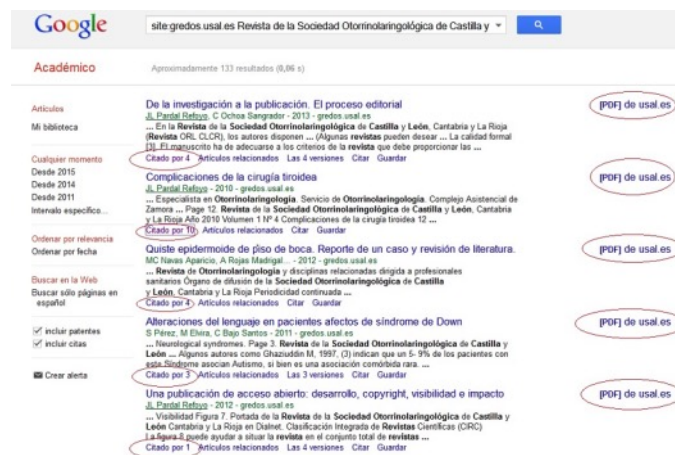 Google
site:gredos.usal.es Revista de la Sociedad Otorrinolaringológica de Castilla y
Académico
Aproximadamente 133 resultados (0,06 s)
Artículos
Mi biblioteca
Cualquier momento
Desde 2015
Desde 2014
Desde 2011
Intervalo específico...
Ordenar por relevancia
Ordenar por fecha
Buscar en la Web
Buscar sólo páginas en
español
incluir patentes
incluir citas
Crear alerta
De la investigación a la publicación. El proceso editorial
[PDF] de usal.es
JL Pardal Refoyo, C Ochoa Sangrador - 2013 - gredos.usal.es
... En la Revista de la Sociedad Otorrinolaringológica de Castilla y León, Cantabria y La Rioja
(Revista ORL CLCR), los autores disponen ... (Algunas revistas pueden desear ... La calidad formal
[3]. El manuscrito ha de adecuarse a los criterios de la revista que debe proporcionar las ...
Citado por 4 Artículos relacionados Las 4 versiones Citar Guardar
Complicaciones de la cirugía tiroidea
[PDF] de usal.es
JL Pardal Refoyo - 2010 - gredos.usal.es
... Especialista en Otorrinolaringología. Servicio de Otorrinolaringología. Complejo Asistencial de
Zamora ... Page 12. Revista de la Sociedad Otorrinolaringológica de Castilla y León, Cantabria
y La Rioja Año 2010 Volumen 1 Nº 4 Complicaciones de la cirugía tiroidea 12 ...
Citado por 10 Artículos relacionados Citar Guardar
Quiste epidermoide de piso de boca. Reporte de un caso y revisión de literatura.
[PDF] de usal.es
MC Navas Aparicio, A Rojas Madrigal... - 2012 - gredos.usal.es
... Revista de Otorrinolaringología y disciplinas relacionadas dirigida a profesionales
sanitarios Órgano de difusión de la Sociedad Otorrinolaringológica de Castilla
y León, Cantabria y La Rioja Periodicidad continuada ...
Citado por 4 Artículos relacionados Citar Guardar
Alteraciones del lenguaje en pacientes afectos de síndrome de Down
[PDF] de usal.es
S Pérez, M Elvira, C Bajo Santos - 2011 - gredos.usal.es
... Neurological syndromes. Page 3. Revista de la Sociedad Otorrinolaringológica de Castilla y
León ... Algunos autores como Ghaziuddin M, 1997, (3) indican que un 5- 9% de los pacientes con
este Síndrome asocian Autismo, si bien es una asociación comórbida rara. ...
Citado por 3 Artículos relacionados Las 3 versiones Citar Guardar
Una publicación de acceso abierto: desarrollo, copyright, visibilidad e impacto
[PDF] de usal.es
JL Pardal Refoyo - 2012 - gredos.usal.es
... Visibilidad Figura 7. Portada de la Revista de la Sociedad Otorrinolaringológica de Castilla y
León Cantabria y La Rioja en Dialnet. Clasificación Integrada de Revistas Científicas (CIRC)
La figura 8 puede ayudar a situar la revista en el conjunto total de revistas ...
Citado por 1 Artículos relacionados Las 4 versiones Citar Guardar